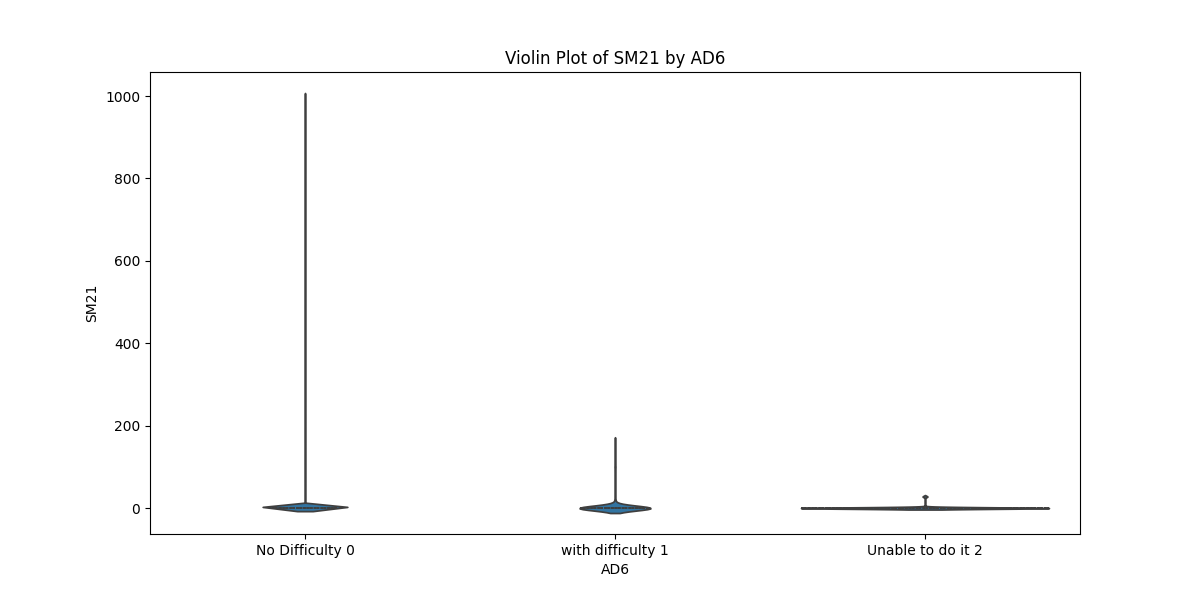 Violin Plot of SM21 by AD6
1000
800
600
400
200
0
SM21
No Difficulty 0
with difficulty 1
Unable to do it 2
AD6